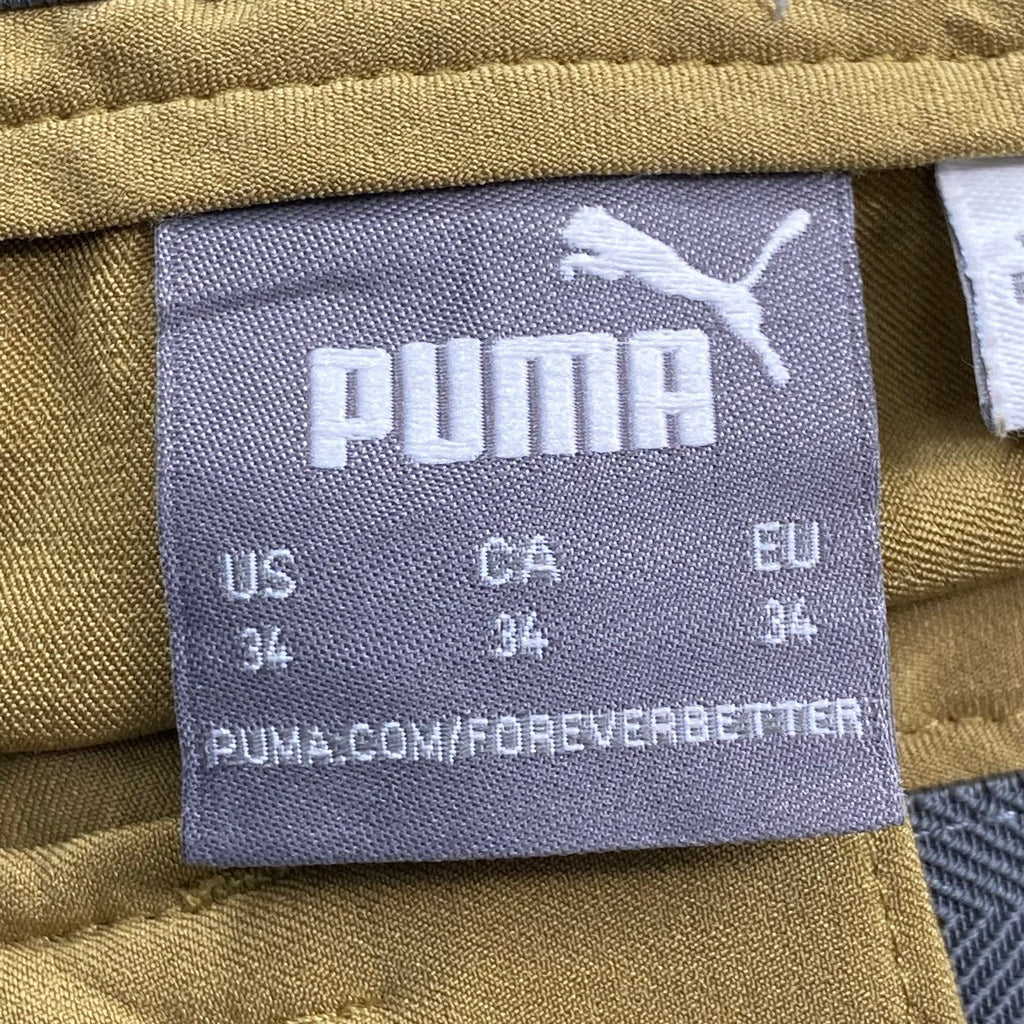 PUMA
US CA EU
34 34 34
PUMA.COM/FOREVERBETTER